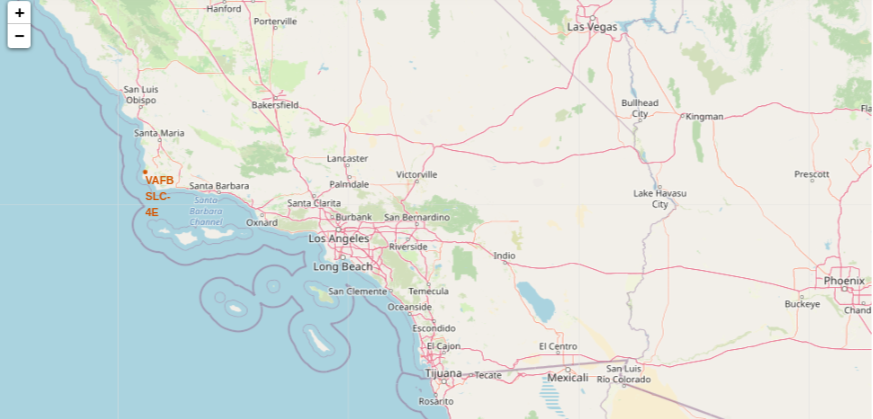 +
−
Hanford
Porterville
Las Vegas
San Luis
Obispo
Bakersfield
Bullhead
City
Kingman
Santa Maria
Lancaster
Palmdale
Victorville
Prescott
VAFB
SLC-
4E
Santa Barbara
Santa
Barbara
Channel
Lake Havasu
City
Santa Clarita
Oxnard
Burbank
San Bernardino
Los Angeles
Riverside
Indio
Long Beach
Phoenix
San Clemente
Temecula
Buckeye
Chand
Oceanside
Escondido
El Cajon
El Centro
Tijuana
Tecate
Mexicali
San Luis
Río Colorado
Rosarito